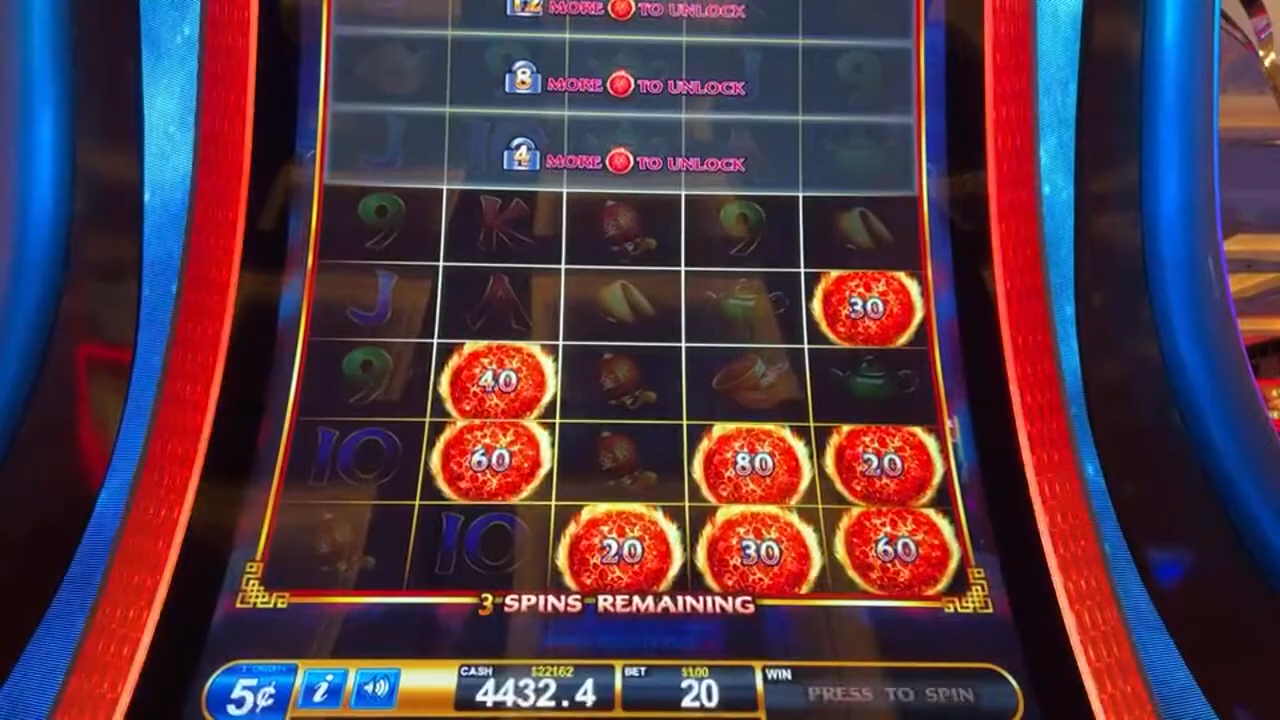 12 MORE TO UNLOCK
8 MORE TO UNLOCK
4 MORE TO UNLOCK
9 K 9
J A 30
9 40
10 60 80 20
10 20 30 60
3 SPINS REMAINING
5¢ i CASH $221.62 4432.4 BET $1.00 20 WIN PRESS TO SPIN